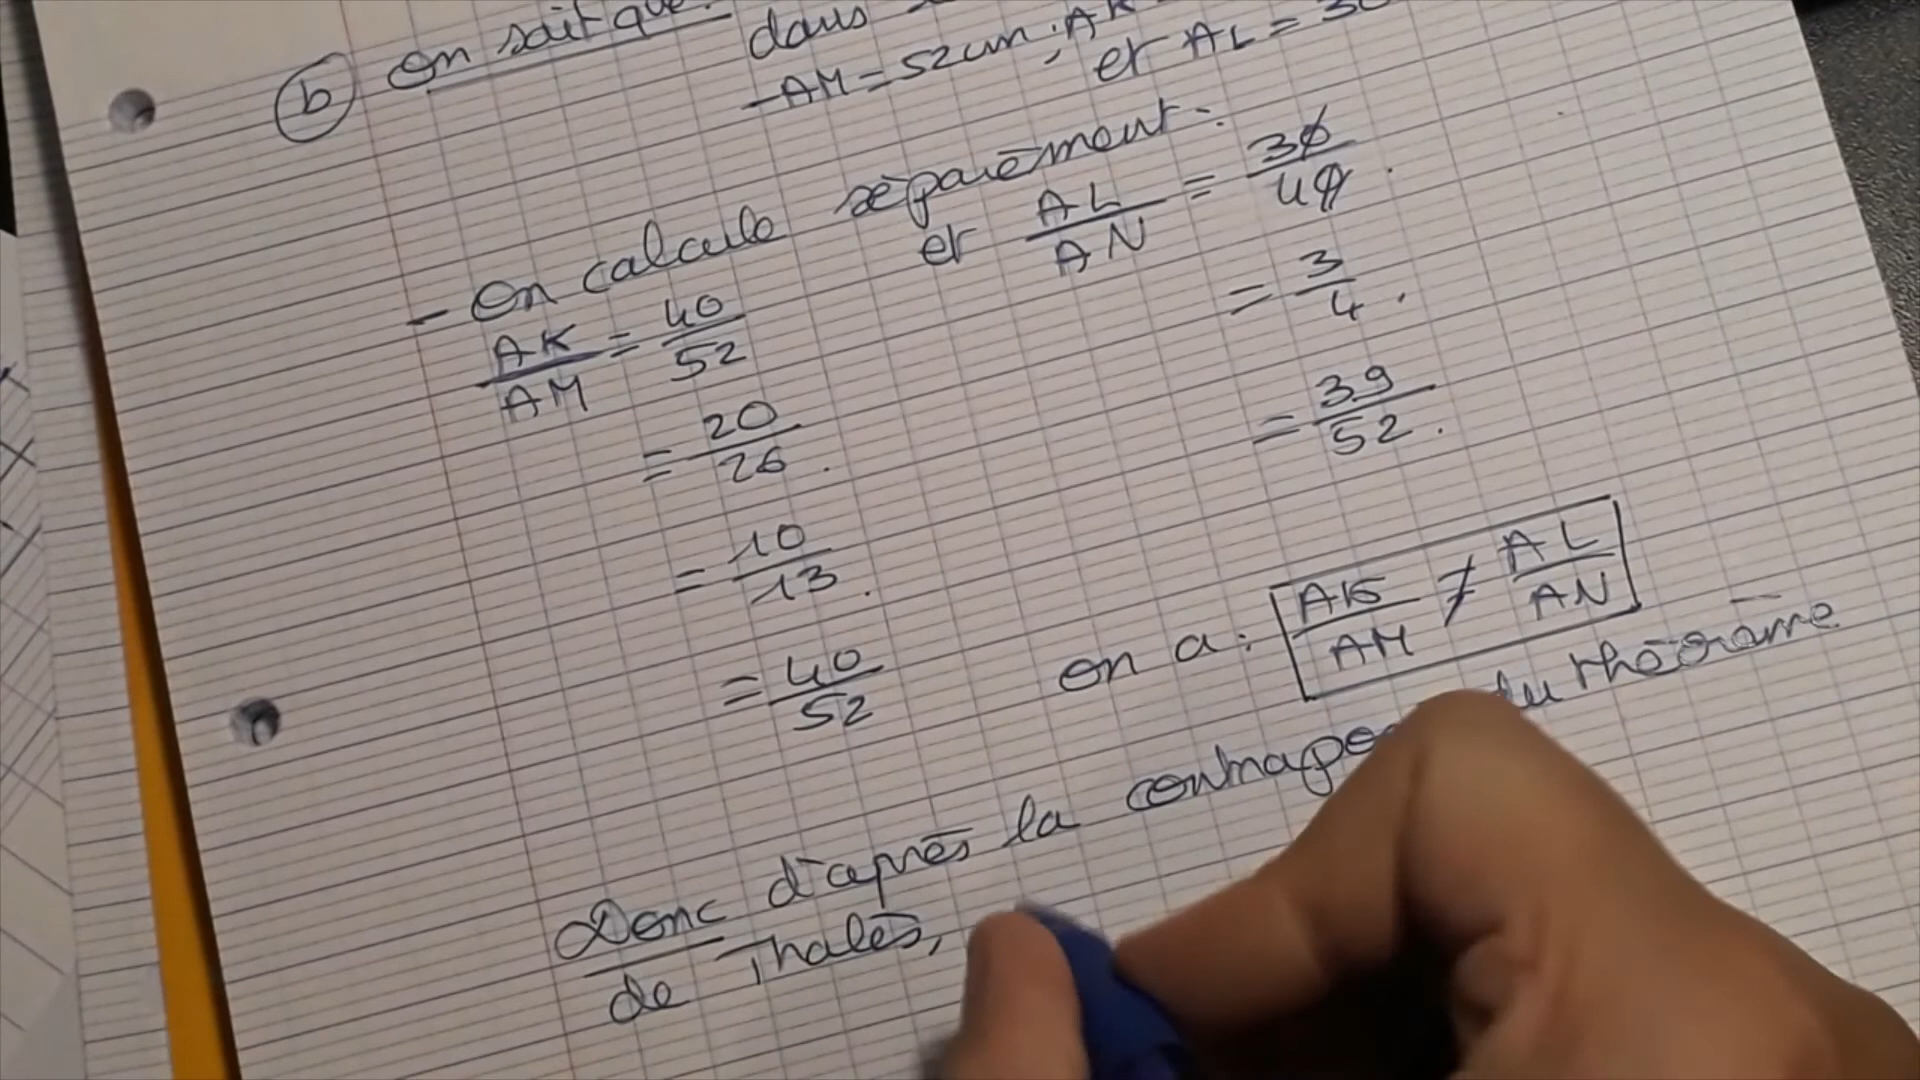 b On sait que:
dans
- AM = 52cm ; AK
et AL = 30
- On calcule séparément :
AK/AM = 40/52
= 20/26.
= 10/13.
= 40/52
et AL/AN = 30/40.
= 3/4.
= 39/52.
on a : AK/AM ≠ AL/AN
Donc d'après la du théorème
de Thalès,